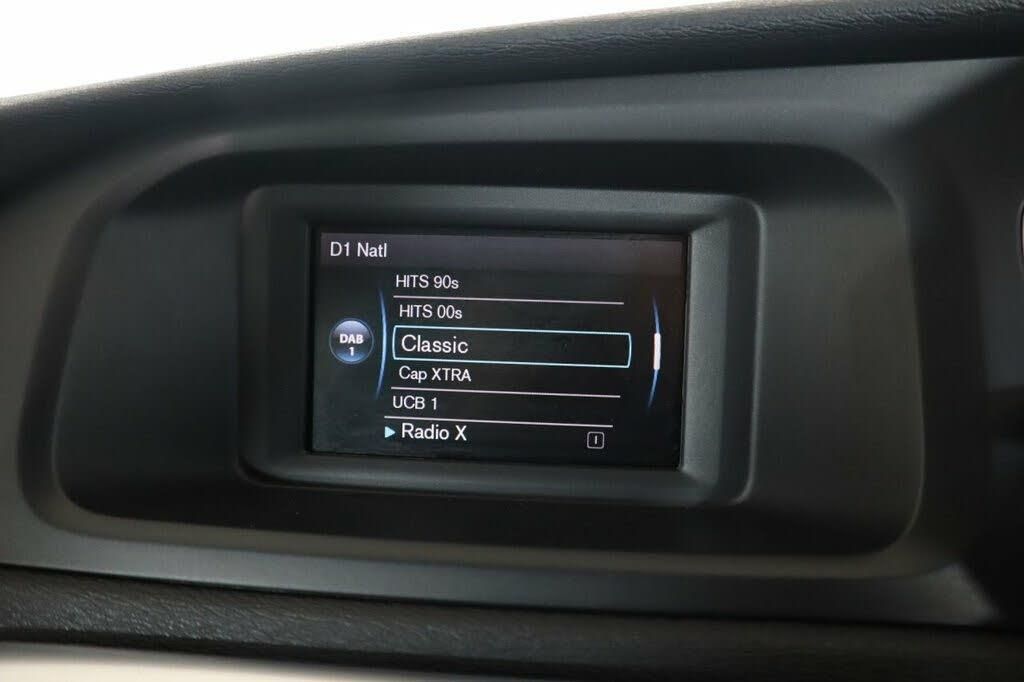 D1 Natl
HITS 90s
HITS 00s
DAB
1
Classic
Cap XTRA
UCB 1
Radio X
I